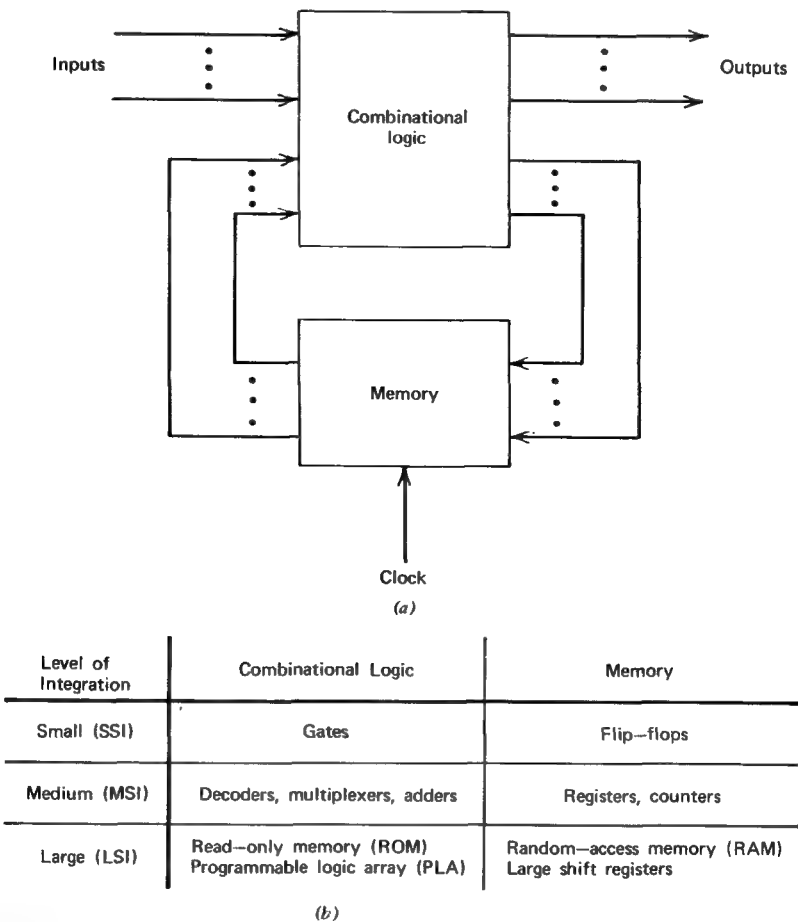 Inputs
Outputs
Combinational
logic
Memory
Clock
(a)
Level of
Integration
Combinational Logic
Memory
Small (SSI)
Gates
Flip–flops
Medium (MSI)
Decoders, multiplexers, adders
Registers, counters
Large (LSI)
Read–only memory (ROM)
Programmable logic array (PLA)
Random–access memory (RAM)
Large shift registers
(b)